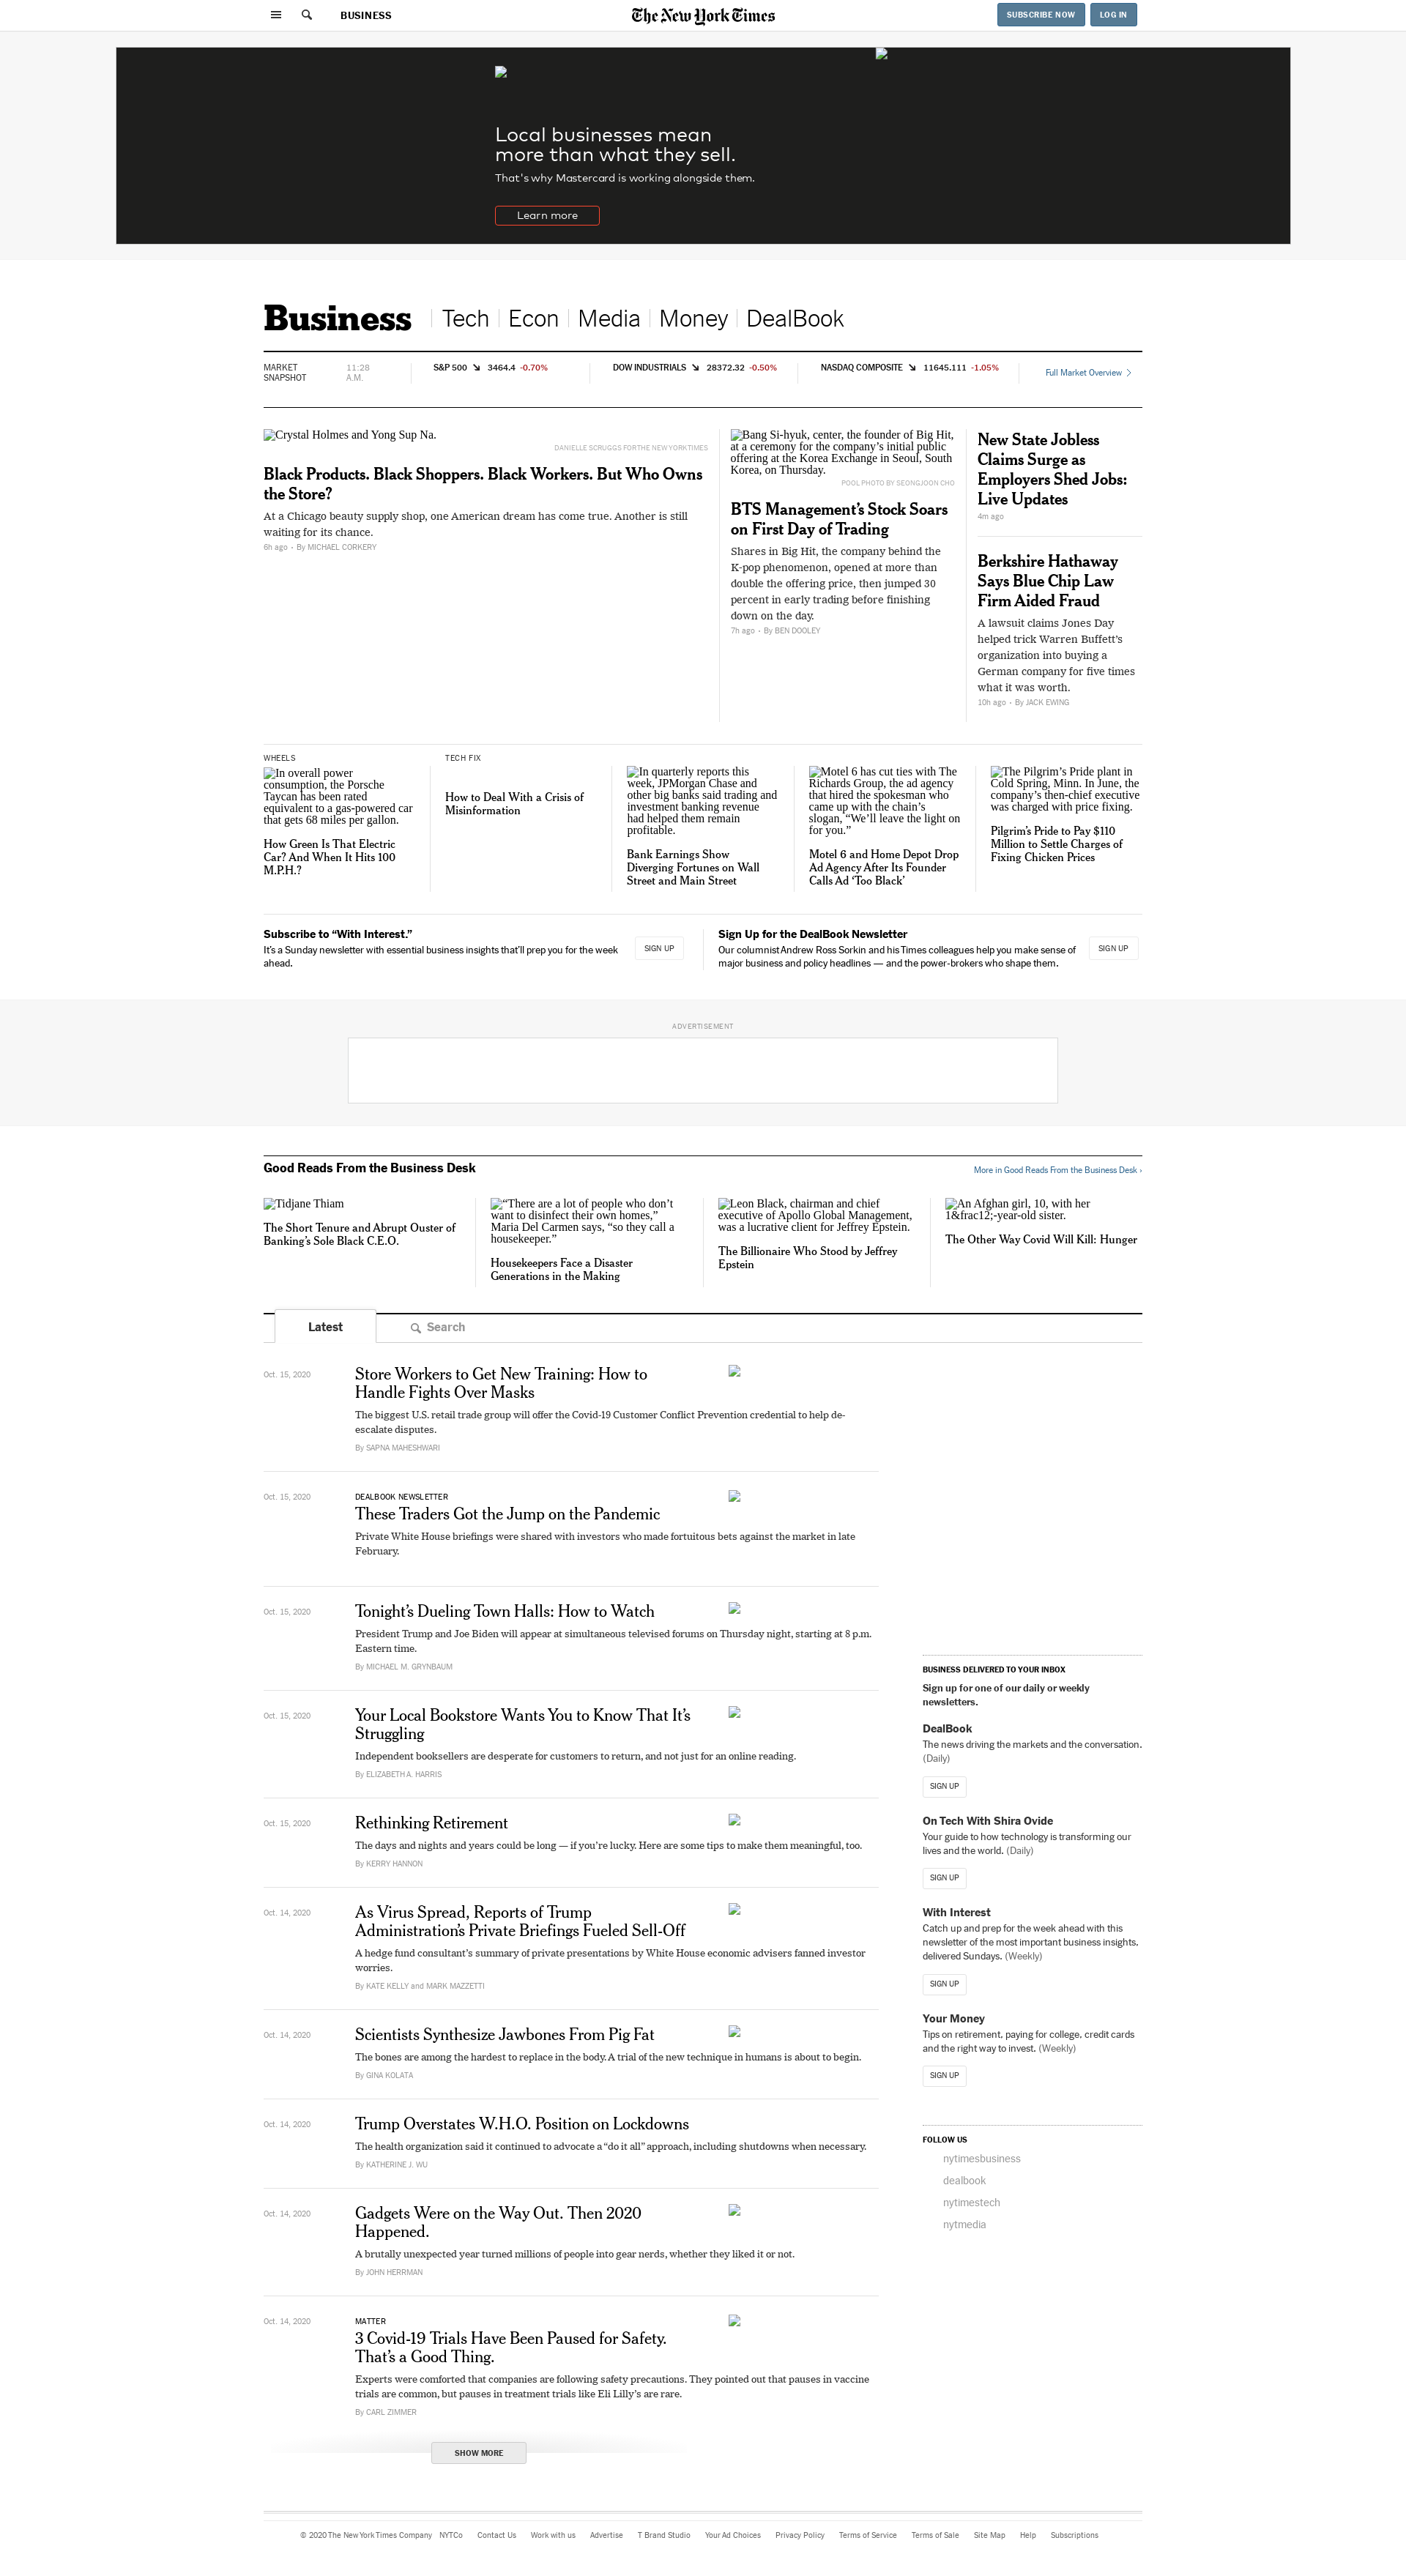 BUSINESS
The New York Times
SUBSCRIBE NOW
LOG IN
Local businesses mean
more than what they sell.
That's why Mastercard is working alongside them.
Learn more
Business
Tech
Econ
Media
Money
DealBook
MARKET
SNAPSHOT
11:28
A.M.
S&P 500 3464.4 -0.70%
DOW INDUSTRIALS 28372.32 -0.50%
NASDAQ COMPOSITE 11645.111 -1.05%
Full Market Overview
Crystal Holmes and Yong Sup Na.
DANIELLE SCRUGGS FOR THE NEW YORK TIMES
Black Products. Black Shoppers. Black Workers. But Who Owns
the Store?
At a Chicago beauty supply shop, one American dream has come true. Another is still
waiting for its chance.
6h ago • By MICHAEL CORKERY
Bang Si-hyuk, center, the founder of Big Hit,
at a ceremony for the company’s initial public
offering at the Korea Exchange in Seoul, South
Korea, on Thursday.
POOL PHOTO BY SEONGJOON CHO
BTS Management’s Stock Soars
on First Day of Trading
Shares in Big Hit, the company behind the
K-pop phenomenon, opened at more than
double the offering price, then jumped 30
percent in early trading before finishing
down on the day.
7h ago • By BEN DOOLEY
New State Jobless
Claims Surge as
Employers Shed Jobs:
Live Updates
4m ago
Berkshire Hathaway
Says Blue Chip Law
Firm Aided Fraud
A lawsuit claims Jones Day
helped trick Warren Buffett’s
organization into buying a
German company for five times
what it was worth.
10h ago • By JACK EWING
WHEELS
In overall power
consumption, the Porsche
Taycan has been rated
equivalent to a gas-powered car
that gets 68 miles per gallon.
How Green Is That Electric
Car? And When It Hits 100
M.P.H.?
TECH FIX
How to Deal With a Crisis of
Misinformation
In quarterly reports this
week, JPMorgan Chase and
other big banks said trading and
investment banking revenue
had helped them remain
profitable.
Bank Earnings Show
Diverging Fortunes on Wall
Street and Main Street
Motel 6 has cut ties with The
Richards Group, the ad agency
that hired the spokesman who
came up with the chain’s
slogan, “We’ll leave the light on
for you.”
Motel 6 and Home Depot Drop
Ad Agency After Its Founder
Calls Ad ‘Too Black’
The Pilgrim’s Pride plant in
Cold Spring, Minn. In June, the
company’s then-chief executive
was charged with price fixing.
Pilgrim’s Pride to Pay $110
Million to Settle Charges of
Fixing Chicken Prices
Subscribe to “With Interest.”
It’s a Sunday newsletter with essential business insights that’ll prep you for the week
ahead.
SIGN UP
Sign Up for the DealBook Newsletter
Our columnist Andrew Ross Sorkin and his Times colleagues help you make sense of
major business and policy headlines — and the power-brokers who shape them.
SIGN UP
ADVERTISEMENT
Good Reads From the Business Desk
More in Good Reads From the Business Desk ›
Tidjane Thiam
The Short Tenure and Abrupt Ouster of
Banking’s Sole Black C.E.O.
“There are a lot of people who don’t
want to disinfect their own homes,”
Maria Del Carmen says, “so they call a
housekeeper.”
Housekeepers Face a Disaster
Generations in the Making
Leon Black, chairman and chief
executive of Apollo Global Management,
was a lucrative client for Jeffrey Epstein.
The Billionaire Who Stood by Jeffrey
Epstein
An Afghan girl, 10, with her
1&frac12;-year-old sister.
The Other Way Covid Will Kill: Hunger
Latest
Search
Oct. 15, 2020
Store Workers to Get New Training: How to
Handle Fights Over Masks
The biggest U.S. retail trade group will offer the Covid-19 Customer Conflict Prevention credential to help de-
escalate disputes.
By SAPNA MAHESHWARI
Oct. 15, 2020
DEALBOOK NEWSLETTER
These Traders Got the Jump on the Pandemic
Private White House briefings were shared with investors who made fortuitous bets against the market in late
February.
Oct. 15, 2020
Tonight’s Dueling Town Halls: How to Watch
President Trump and Joe Biden will appear at simultaneous televised forums on Thursday night, starting at 8 p.m.
Eastern time.
By MICHAEL M. GRYNBAUM
Oct. 15, 2020
Your Local Bookstore Wants You to Know That It’s
Struggling
Independent booksellers are desperate for customers to return, and not just for an online reading.
By ELIZABETH A. HARRIS
Oct. 15, 2020
Rethinking Retirement
The days and nights and years could be long — if you’re lucky. Here are some tips to make them meaningful, too.
By KERRY HANNON
Oct. 14, 2020
As Virus Spread, Reports of Trump
Administration’s Private Briefings Fueled Sell-Off
A hedge fund consultant’s summary of private presentations by White House economic advisers fanned investor
worries.
By KATE KELLY and MARK MAZZETTI
Oct. 14, 2020
Scientists Synthesize Jawbones From Pig Fat
The bones are among the hardest to replace in the body. A trial of the new technique in humans is about to begin.
By GINA KOLATA
Oct. 14, 2020
Trump Overstates W.H.O. Position on Lockdowns
The health organization said it continued to advocate a “do it all” approach, including shutdowns when necessary.
By KATHERINE J. WU
Oct. 14, 2020
Gadgets Were on the Way Out. Then 2020
Happened.
A brutally unexpected year turned millions of people into gear nerds, whether they liked it or not.
By JOHN HERRMAN
Oct. 14, 2020
MATTER
3 Covid-19 Trials Have Been Paused for Safety.
That’s a Good Thing.
Experts were comforted that companies are following safety precautions. They pointed out that pauses in vaccine
trials are common, but pauses in treatment trials like Eli Lilly’s are rare.
By CARL ZIMMER
SHOW MORE
BUSINESS DELIVERED TO YOUR INBOX
Sign up for one of our daily or weekly
newsletters.
DealBook
The news driving the markets and the conversation.
(Daily)
SIGN UP
On Tech With Shira Ovide
Your guide to how technology is transforming our
lives and the world. (Daily)
SIGN UP
With Interest
Catch up and prep for the week ahead with this
newsletter of the most important business insights,
delivered Sundays. (Weekly)
SIGN UP
Your Money
Tips on retirement, paying for college, credit cards
and the right way to invest. (Weekly)
SIGN UP
FOLLOW US
nytimesbusiness
dealbook
nytimestech
nytmedia
© 2020 The New York Times Company NYTCo Contact Us Work with us Advertise T Brand Studio Your Ad Choices Privacy Policy Terms of Service Terms of Sale Site Map Help Subscriptions